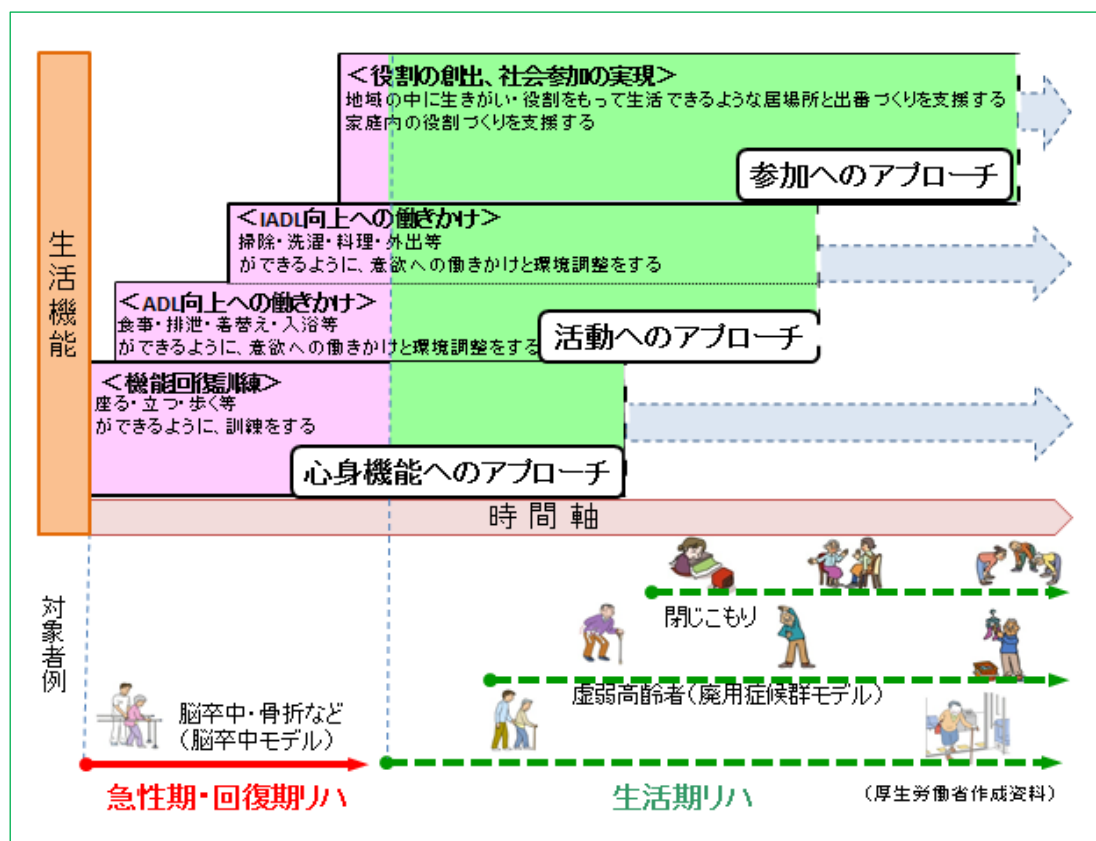 生活機能
＜役割の創出、社会参加の実現＞
地域の中に生きがい・役割をもって生活できるような居場所と出番づくりを支援する
家庭内の役割づくりを支援する
参加へのアプローチ
＜IADL向上への働きかけ＞
掃除・洗濯・料理・外出等
ができるように、意欲への働きかけと環境調整をする
＜ADL向上への働きかけ＞
食事・排泄・着替え・入浴等
ができるように、意欲への働きかけと環境調整をする
活動へのアプローチ
＜機能回復訓練＞
座る・立つ・歩く等
ができるように、訓練をする
心身機能へのアプローチ
時間軸
対象者例
閉じこもり
虚弱高齢者（廃用症候群モデル）
脳卒中・骨折など
（脳卒中モデル）
急性期・回復期リハ
生活期リハ
（厚生労働省作成資料）